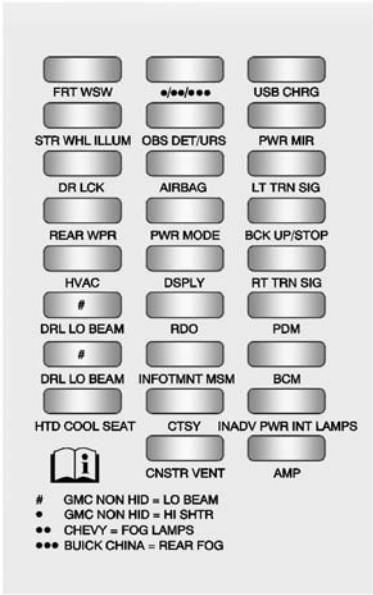 FRT WSW ●/●●/●●● USB CHRG
STR WHL ILLUM OBS DET/URS PWR MIR
DR LCK AIRBAG LT TRN SIG
REAR WPR PWR MODE BCK UP/STOP
HVAC DSPLY RT TRN SIG
#
DRL LO BEAM RDO PDM
#
DRL LO BEAM INFOTMNT MSM BCM
HTD COOL SEAT CTSY INADV PWR INT LAMPS
i
CNSTR VENT AMP
# GMC NON HID = LO BEAM
● GMC NON HID = HI SHTR
●● CHEVY = FOG LAMPS
●●● BUICK CHINA = REAR FOG